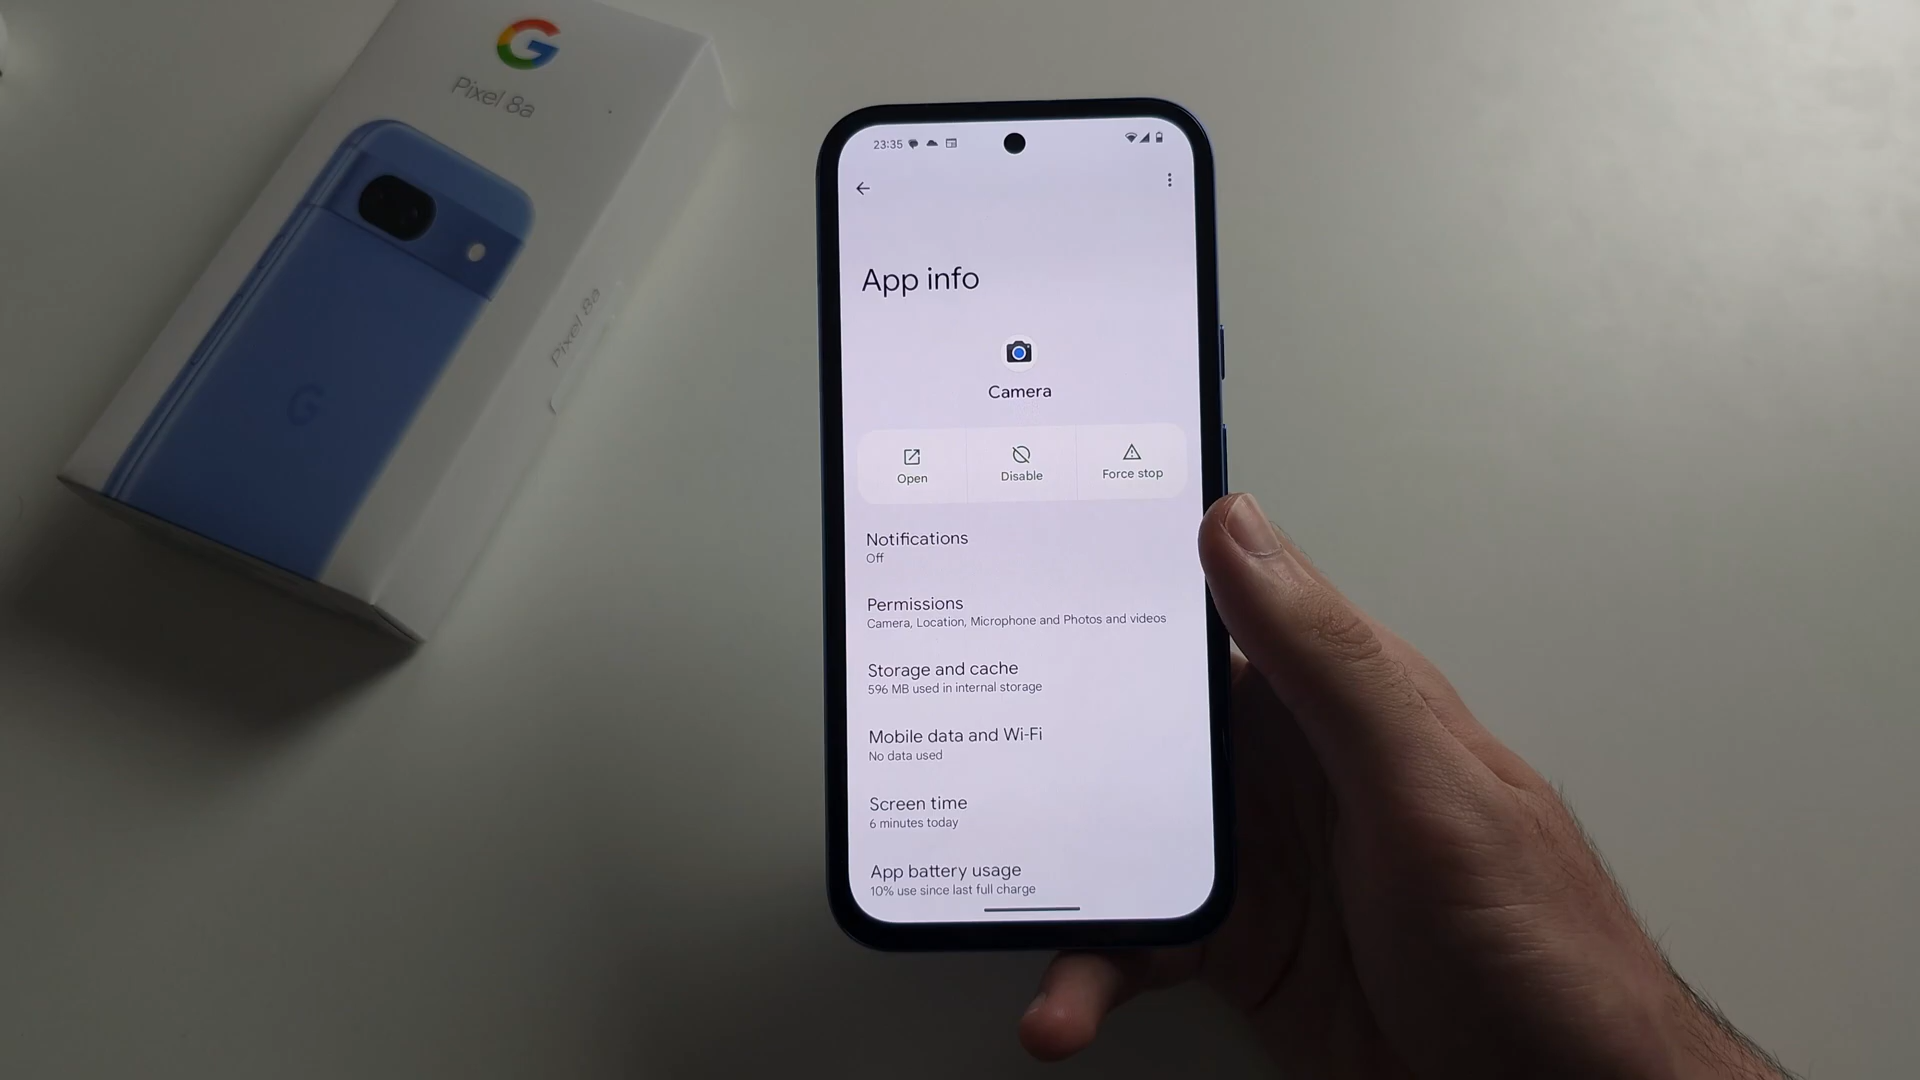 Pixel 8a
Pixel 8a
23:35
App info
Camera
Open
Disable
Force stop
Notifications
Off
Permissions
Camera, Location, Microphone and Photos and videos
Storage and cache
596 MB used in internal storage
Mobile data and Wi-Fi
No data used
Screen time
6 minutes today
App battery usage
10% use since last full charge